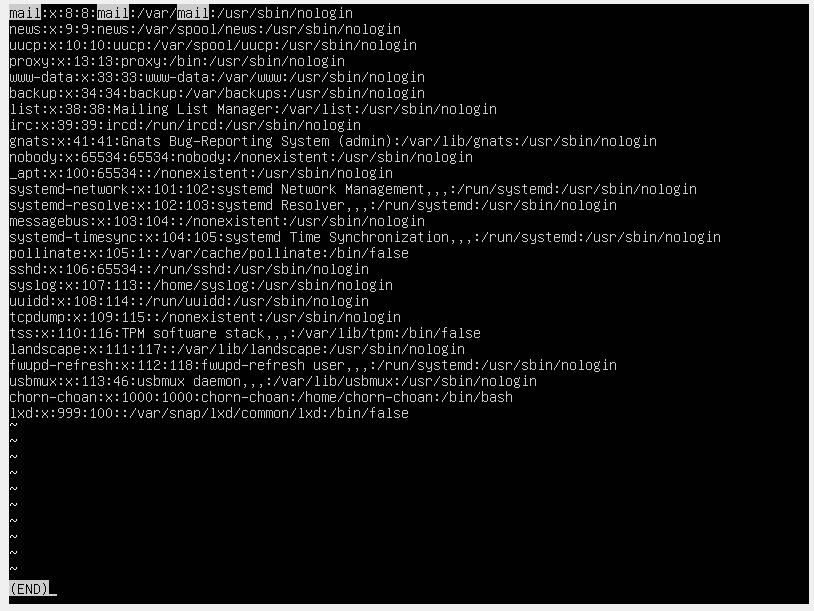 mail:x:8:8:mail:/var/mail:/usr/sbin/nologin
news:x:9:9:news:/var/spool/news:/usr/sbin/nologin
uucp:x:10:10:uucp:/var/spool/uucp:/usr/sbin/nologin
proxy:x:13:13:proxy:/bin:/usr/sbin/nologin
www-data:x:33:33:www-data:/var/www:/usr/sbin/nologin
backup:x:34:34:backup:/var/backups:/usr/sbin/nologin
list:x:38:38:Mailing List Manager:/var/list:/usr/sbin/nologin
irc:x:39:39:ircd:/run/ircd:/usr/sbin/nologin
gnats:x:41:41:Gnats Bug-Reporting System (admin):/var/lib/gnats:/usr/sbin/nologin
nobody:x:65534:65534:nobody:/nonexistent:/usr/sbin/nologin
_apt:x:100:65534::/nonexistent:/usr/sbin/nologin
systemd-network:x:101:102:systemd Network Management,,,:/run/systemd:/usr/sbin/nologin
systemd-resolve:x:102:103:systemd Resolver,,,:/run/systemd:/usr/sbin/nologin
messagebus:x:103:104::/nonexistent:/usr/sbin/nologin
systemd-timesync:x:104:105:systemd Time Synchronization,,,:/run/systemd:/usr/sbin/nologin
pollinate:x:105:1::/var/cache/pollinate:/bin/false
sshd:x:106:65534::/run/sshd:/usr/sbin/nologin
syslog:x:107:113::/home/syslog:/usr/sbin/nologin
uuidd:x:108:114::/run/uuidd:/usr/sbin/nologin
tcpdump:x:109:115::/nonexistent:/usr/sbin/nologin
tss:x:110:116:TPM software stack,,,:/var/lib/tpm:/bin/false
landscape:x:111:117::/var/lib/landscape:/usr/sbin/nologin
fwupd-refresh:x:112:118:fwupd-refresh user,,,:/run/systemd:/usr/sbin/nologin
usbmux:x:113:46:usbmux daemon,,,:/var/lib/usbmux:/usr/sbin/nologin
chorn-choan:x:1000:1000:chorn-choan:/home/chorn-choan:/bin/bash
lxd:x:999:100::/var/snap/lxd/common/lxd:/bin/false
~
~
~
~
~
~
~
~
~
~
(END)